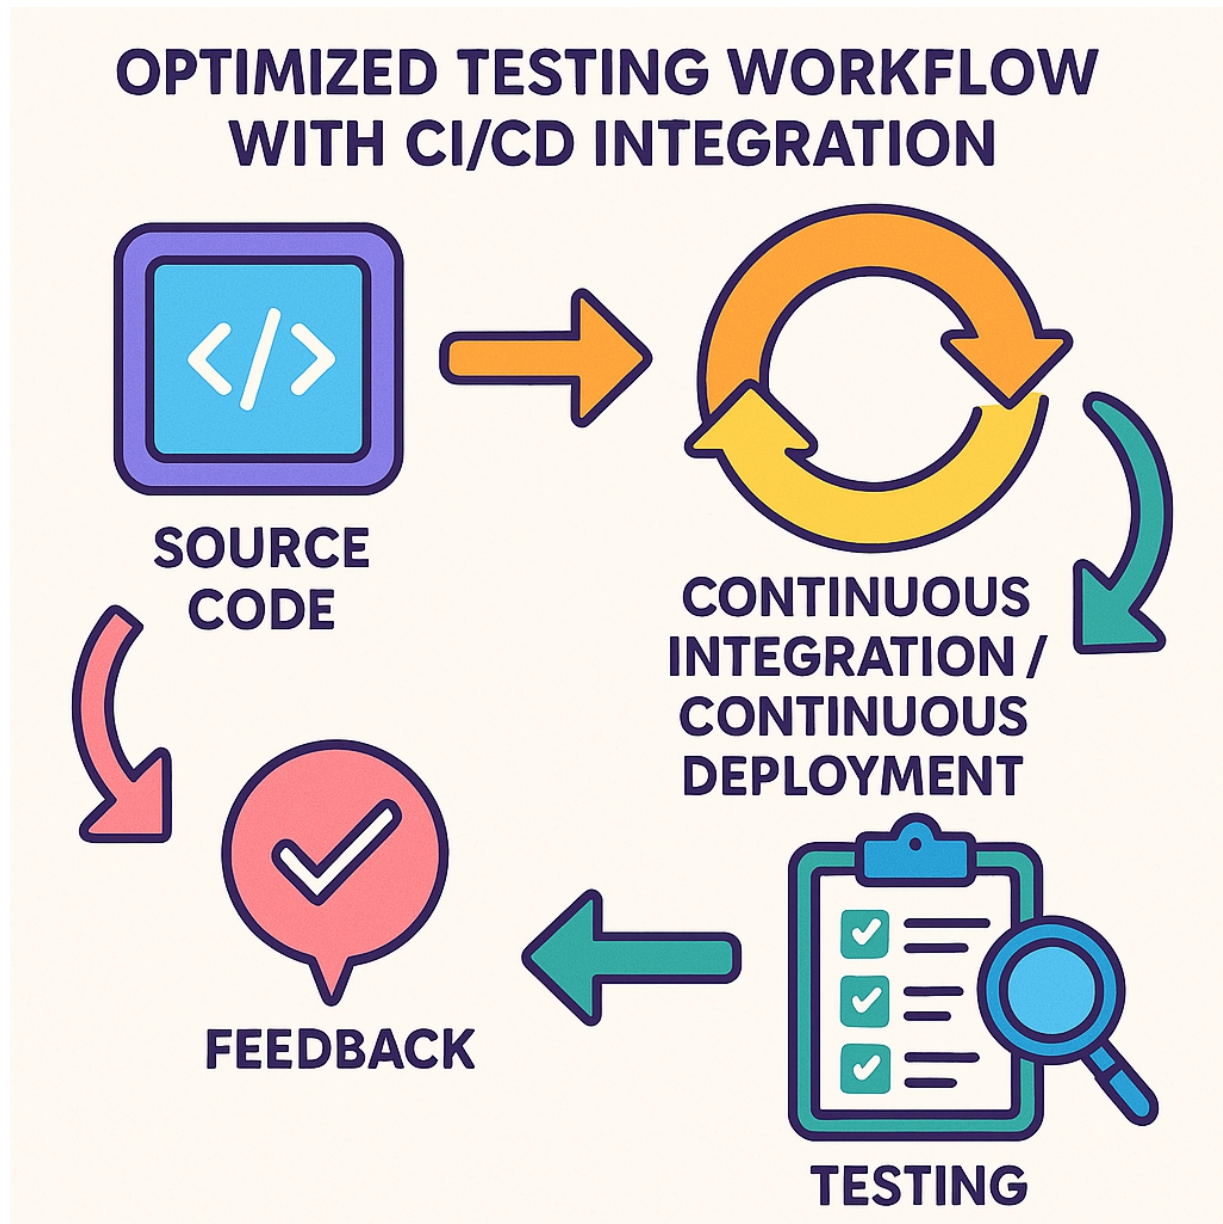 OPTIMIZED TESTING WORKFLOW
WITH CI/CD INTEGRATION
</>
SOURCE
CODE
CONTINUOUS
INTEGRATION /
CONTINUOUS
DEPLOYMENT
FEEDBACK
TESTING